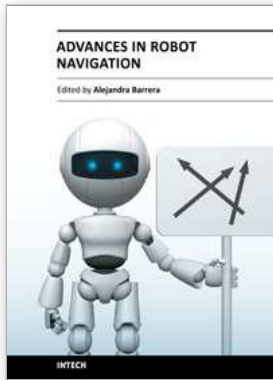 ADVANCES IN ROBOT
NAVIGATION
Edited by Alejandra Barrera
INTECH